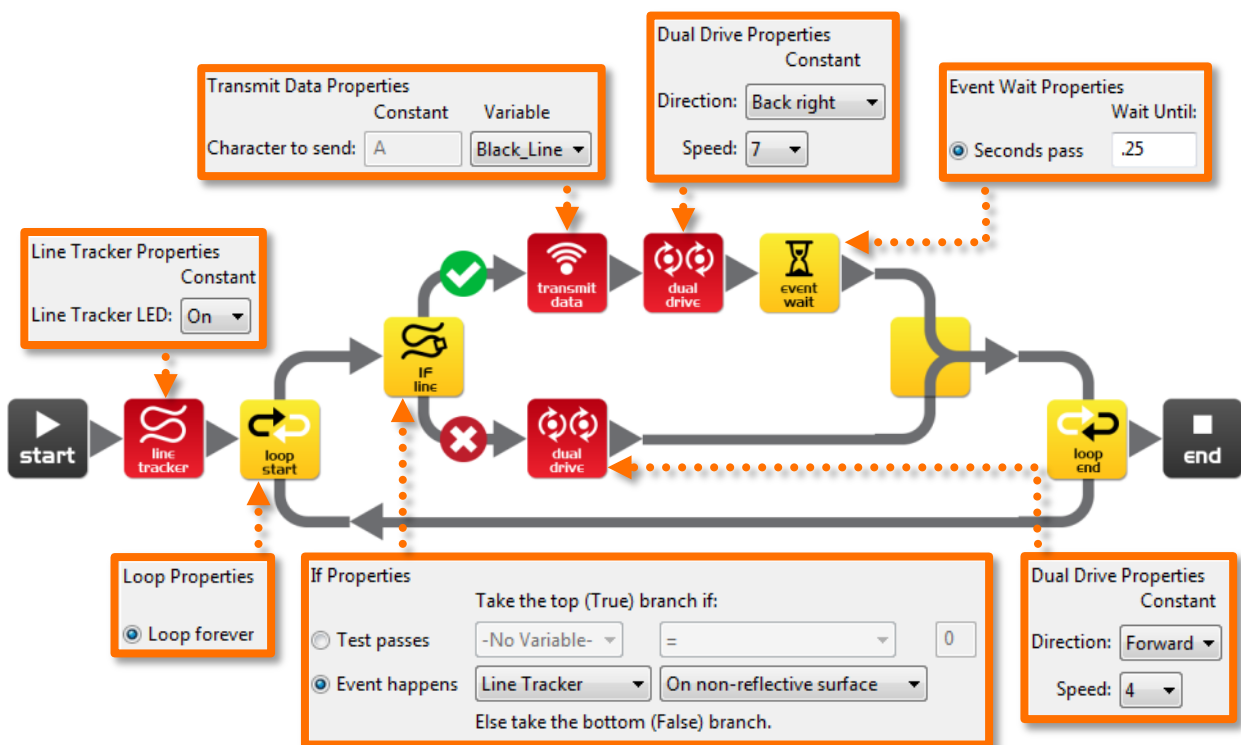 Dual Drive Properties
Constant
Direction: Back right
Speed: 7
Transmit Data Properties
Constant Variable
Character to send: A Black_Line
Event Wait Properties
Wait Until:
Seconds pass .25
Line Tracker Properties
Constant
Line Tracker LED: On
transmit
data
dual
drive
event
wait
IF
line
start
line
tracker
loop
start
dual
drive
loop
end
end
Loop Properties
Loop forever
If Properties
Take the top (True) branch if:
Test passes -No Variable- = 0
Event happens Line Tracker On non-reflective surface
Else take the bottom (False) branch.
Dual Drive Properties
Constant
Direction: Forward
Speed: 4